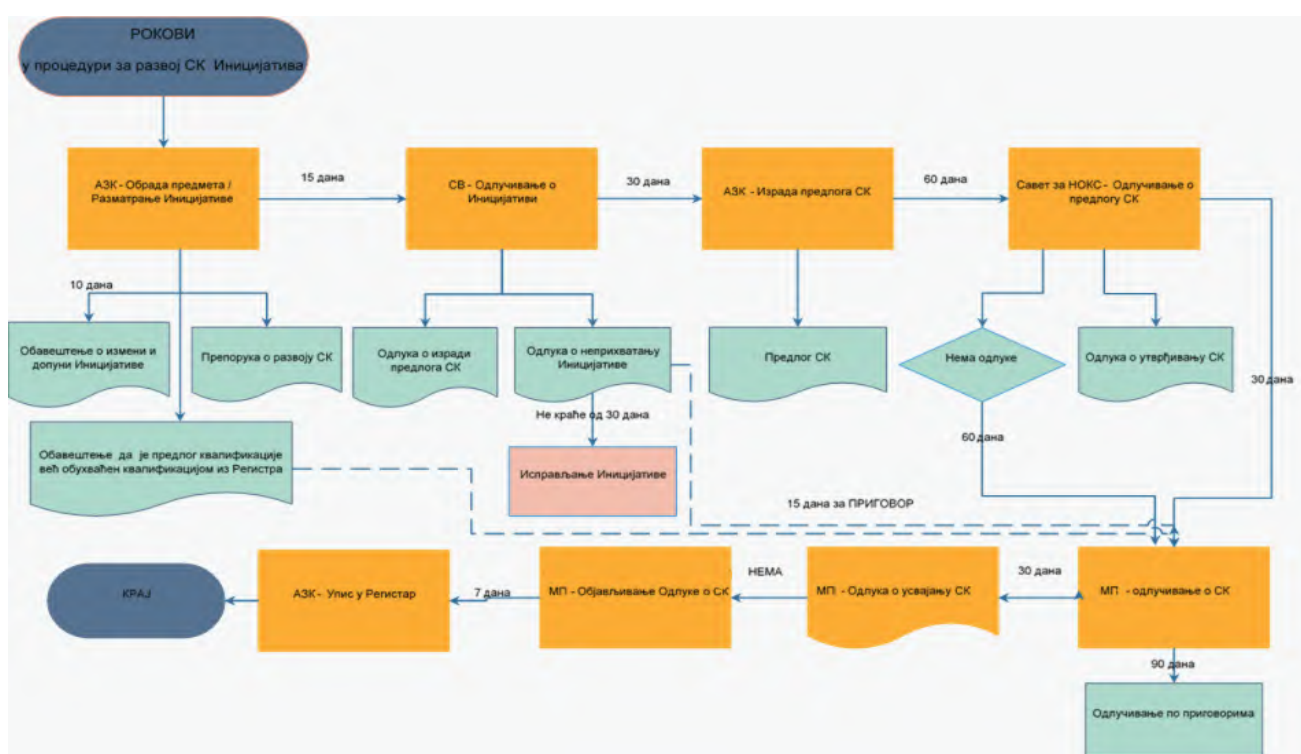 РОКОВИ
у процедури за развој СК Иницијатива
АЗК - Обрада предмета /
Разматрање Иницијативе
15 дана
СВ - Одлучивање о
Иницијативи
30 дана
АЗК - Израда предлога СК
60 дана
Савет за НОКС - Одлучивање о
предлогу СК
10 дана
Обавештење о измени и
допуни Иницијативе
Препорука о развоју СК
Одлука о изради
предлога СК
Одлука о неприхватању
Иницијативе
Предлог СК
Нема одлуке
Одлука о утврђивању СК
30 дана
Не краће од 30 дана
60 дана
Обавештење да је предлог квалификације
већ обухваћен квалификацијом из Регистра
Исправљање Иницијативе
15 дана за ПРИГОВОР
КРАЈ
АЗК - Упис у Регистар
7 дана
МП - Објављивање Одлуке о СК
НЕМА
МП - Одлука о усвајању СК
30 дана
МП - одлучивање о СК
90 дана
Одлучивање по приговорима